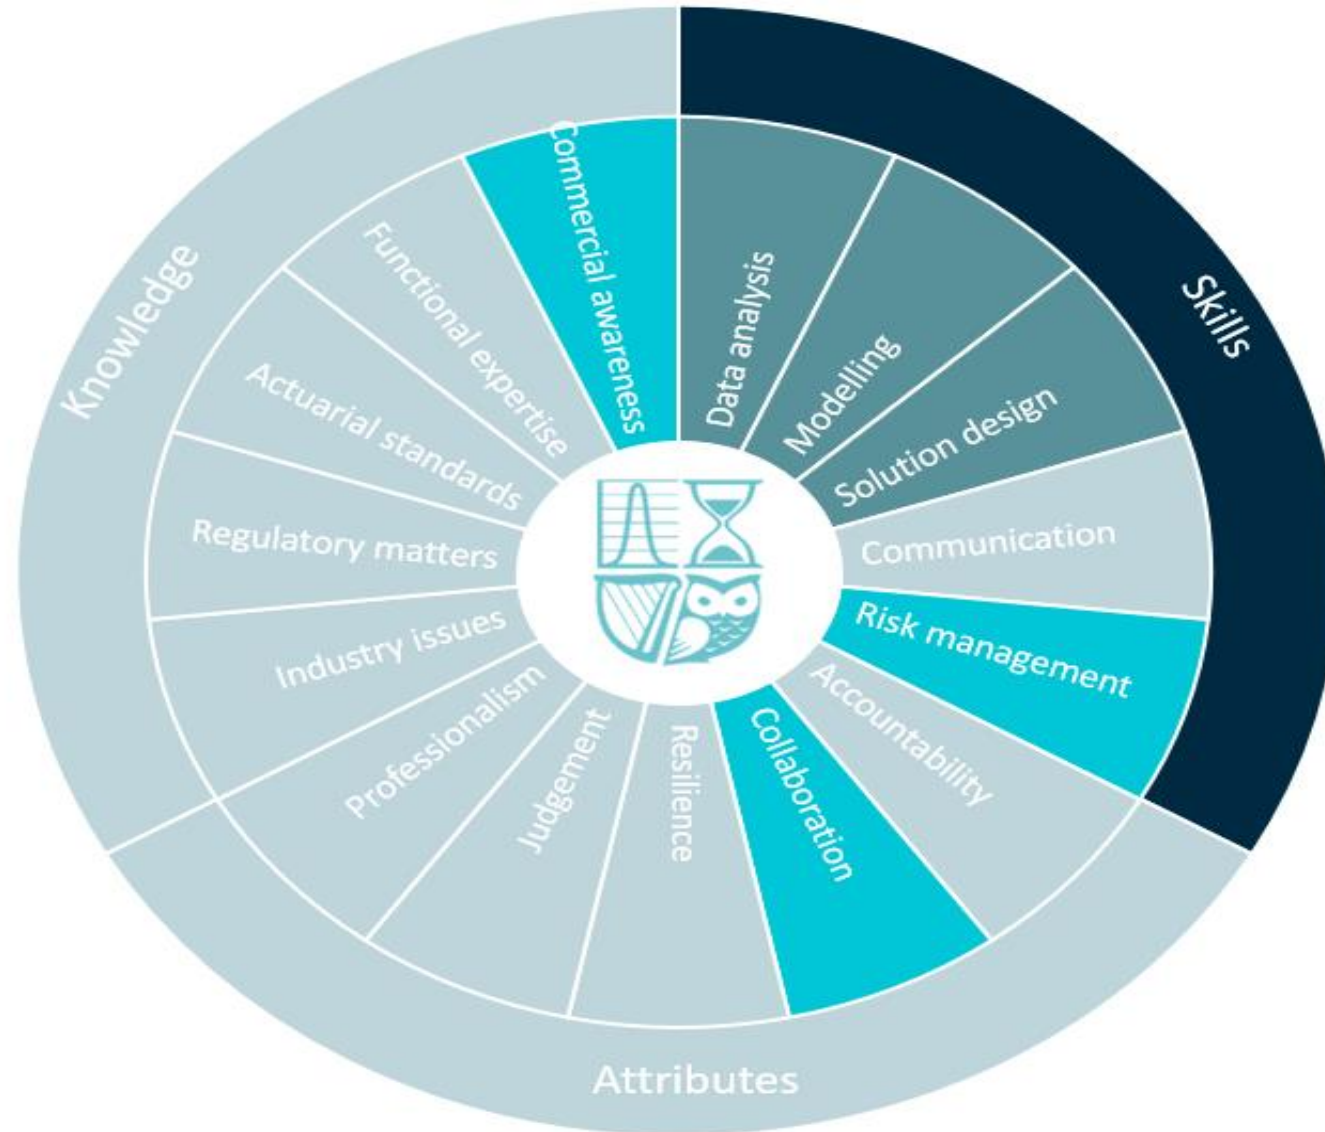 Knowledge
Skills
Attributes
Commercial awareness
Data analysis
Modelling
Solution design
Communication
Risk management
Accountability
Collaboration
Resilience
Judgement
Professionalism
Industry issues
Regulatory matters
Actuarial standards
Functional expertise